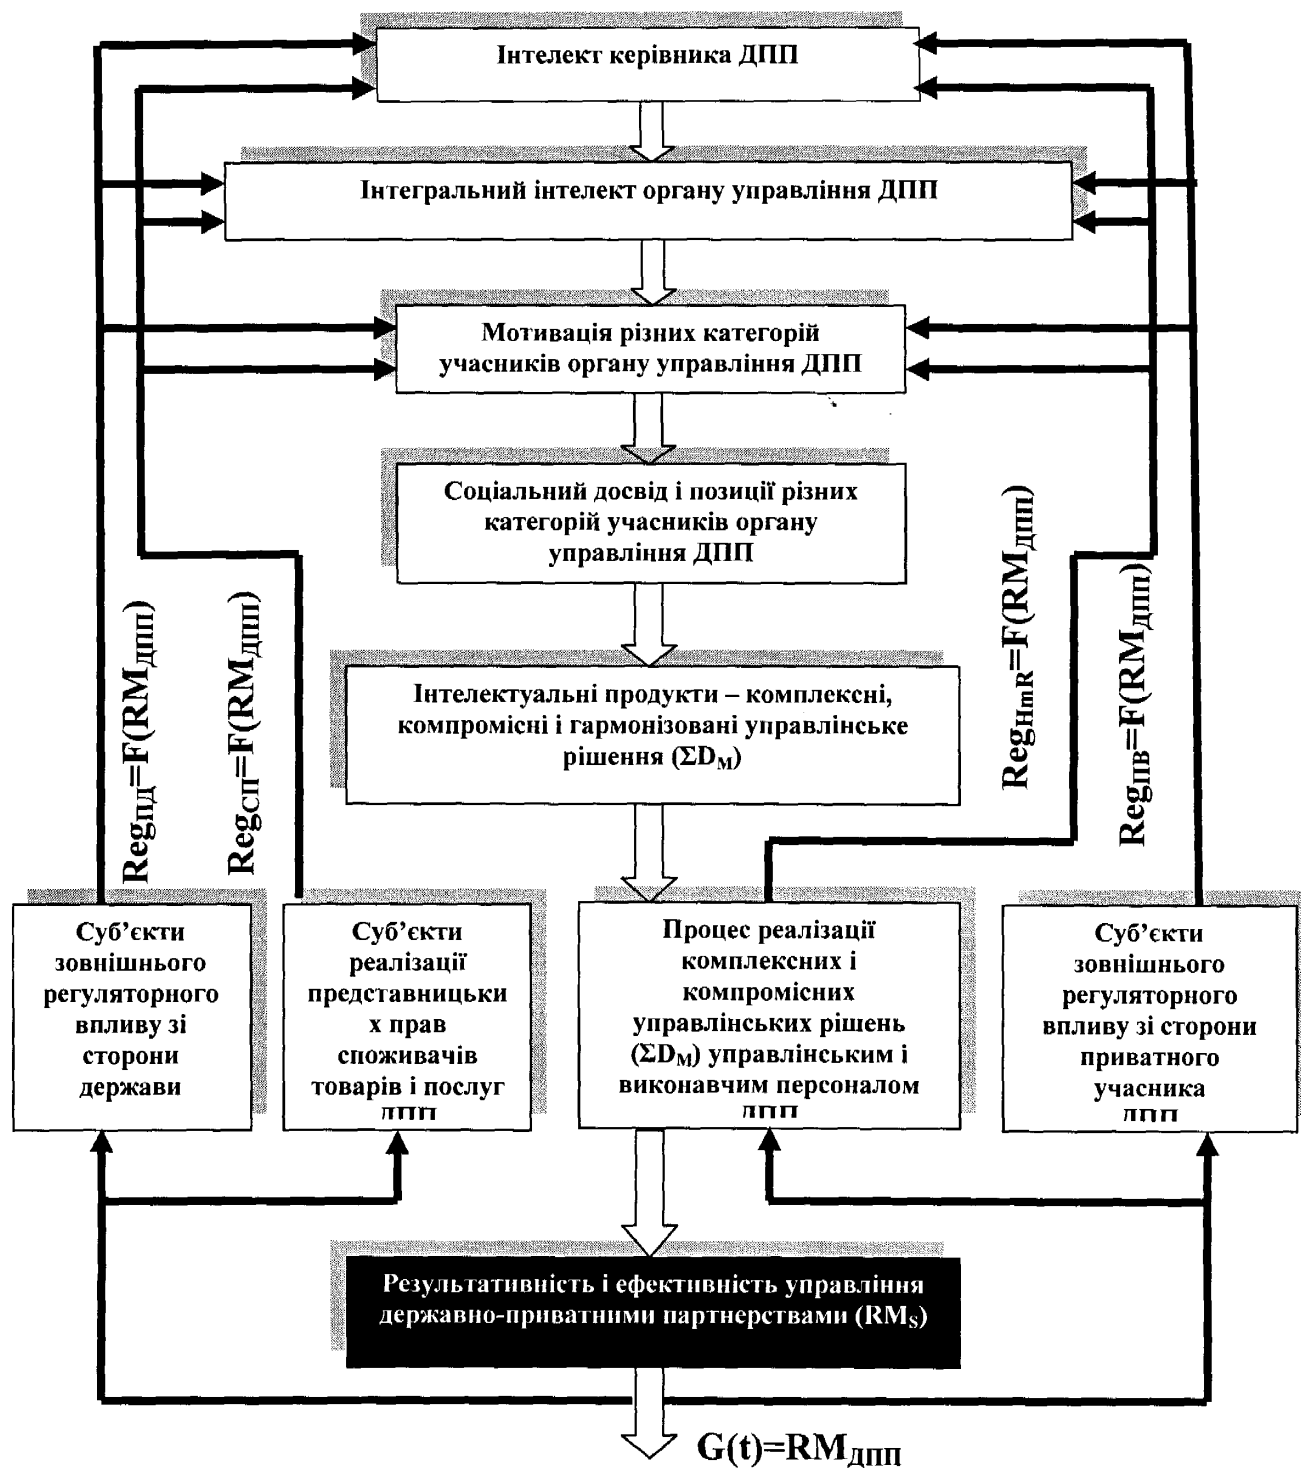 Інтелект керівника ДПП
Інтегральний інтелект органу управління ДПП
Мотивація різних категорій
учасників органу управління ДПП
Соціальний досвід і позиції різних
категорій учасників органу
управління ДПП
Інтелектуальні продукти – комплексні,
компромісні і гармонізовані управлінське
рішення (ΣDМ)
RegПД=F(RMДПП)
RegСП=F(RMДПП)
RegHmR=F(RMДПП)
RegПВ=F(RMДПП)
Суб’єкти
зовнішнього
регуляторного
впливу зі
сторони
держави
Суб’єкти
реалізації
представницьки
х прав
споживачів
товарів і послуг
ДПП
Процес реалізації
комплексних і
компромісних
управлінських рішень
(ΣDМ) управлінським і
виконавчим персоналом
ДПП
Суб’єкти
зовнішнього
регуляторного
впливу зі сторони
приватного
учасника
ДПП
Результативність і ефективність управління
державно-приватними партнерствами (RMS)
G(t)=RMДПП